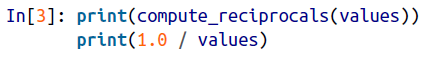 In[3]: print(compute_reciprocals(values))
print(1.0 / values)